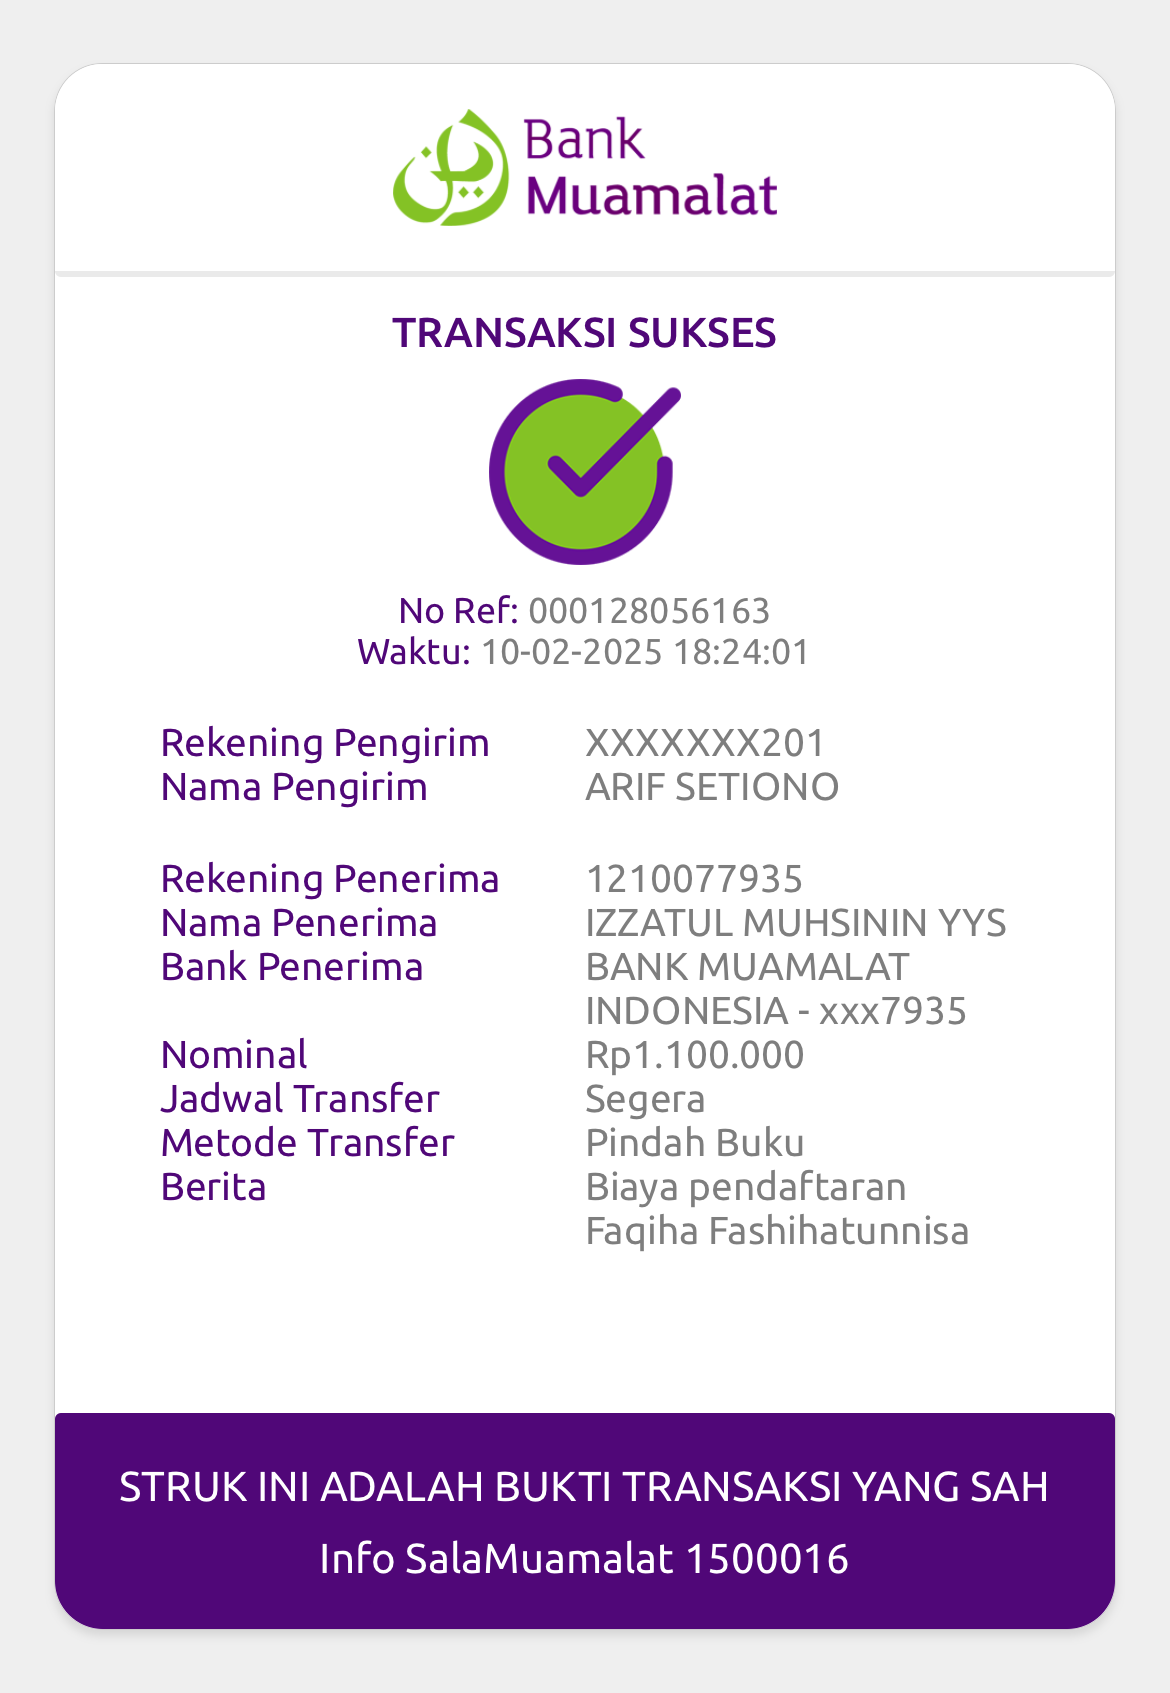 Bank
Muamalat
TRANSAKSI SUKSES
No Ref: 000128056163
Waktu: 10-02-2025 18:24:01
Rekening Pengirim XXXXXXX201
Nama Pengirim ARIF SETIONO
Rekening Penerima 1210077935
Nama Penerima IZZATUL MUHSININ YYS
Bank Penerima BANK MUAMALAT
INDONESIA - xxx7935
Nominal Rp1.100.000
Jadwal Transfer Segera
Metode Transfer Pindah Buku
Berita Biaya pendaftaran
Faqiha Fashihatunnisa
STRUK INI ADALAH BUKTI TRANSAKSI YANG SAH
Info SalaMuamalat 1500016